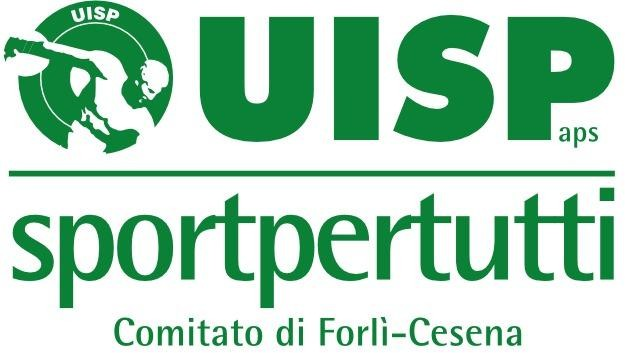 UISP
UISP
aps
sportpertutti
Comitato di Forlì-Cesena